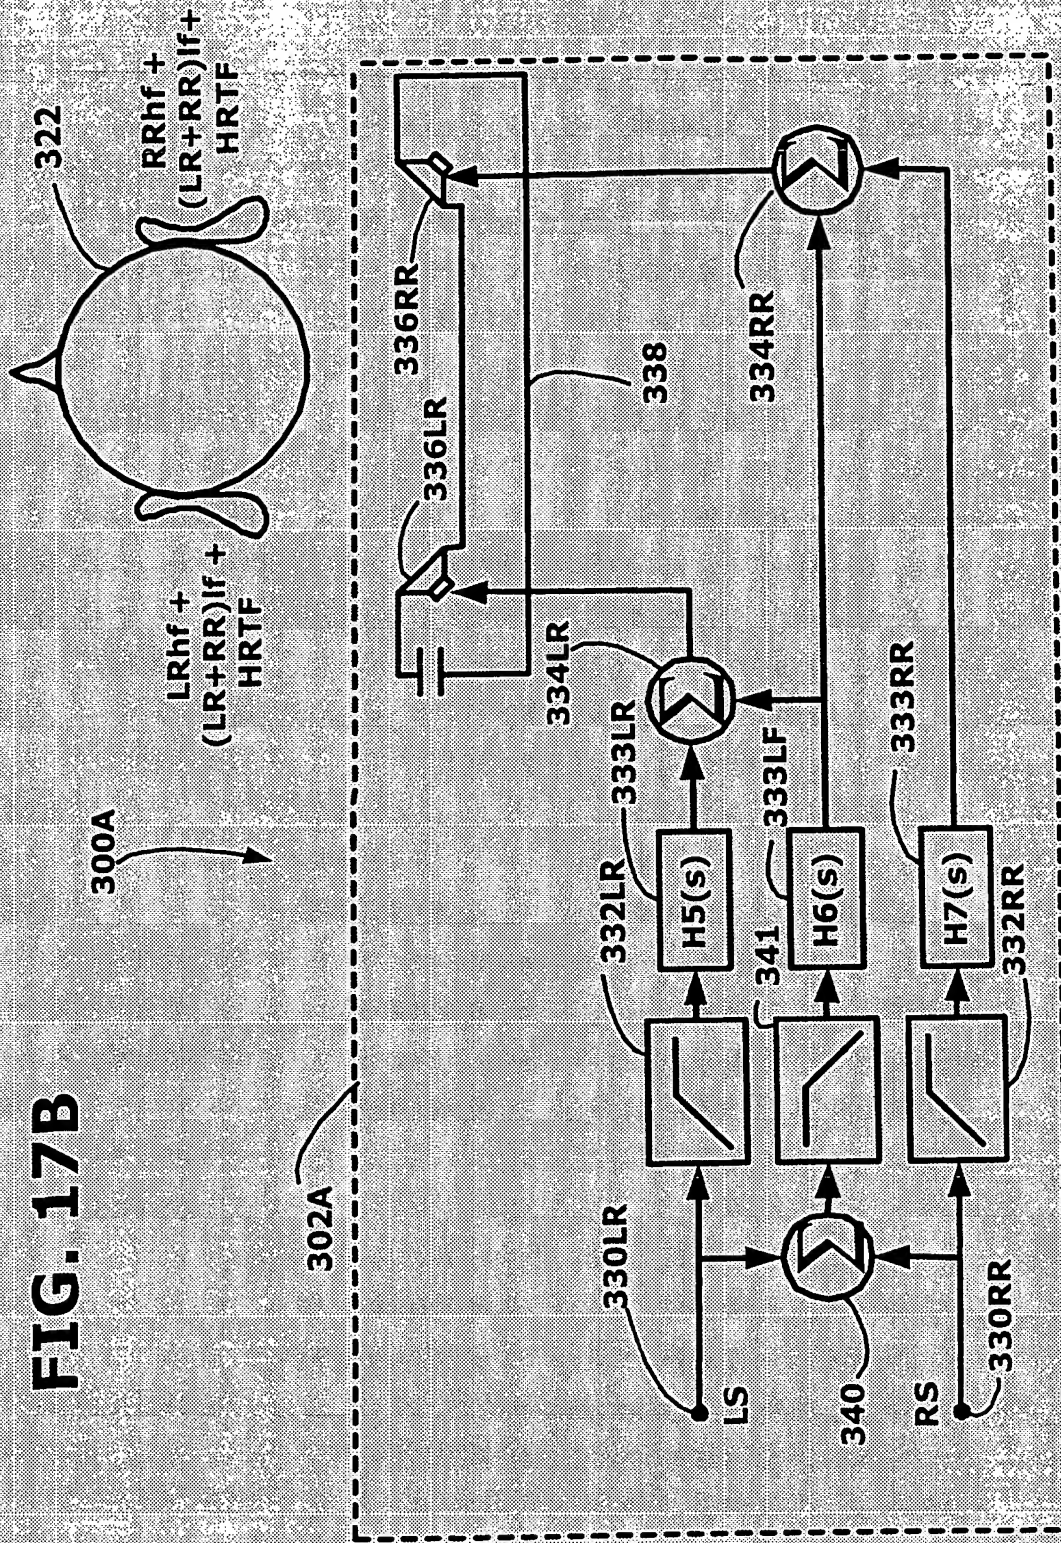 FIG. 17B
300A
LRhf +
(LR+RR)lf +
HRTF
322
RRhf +
(LR+RR)lf+
HRTF
302A
336LR
336RR
338
334LR
334RR
330LR
LS
332LR
333LR
H5(s)
340
341
333LF
H6(s)
RS
330RR
332RR
333RR
H7(s)
Σ
Σ
Σ